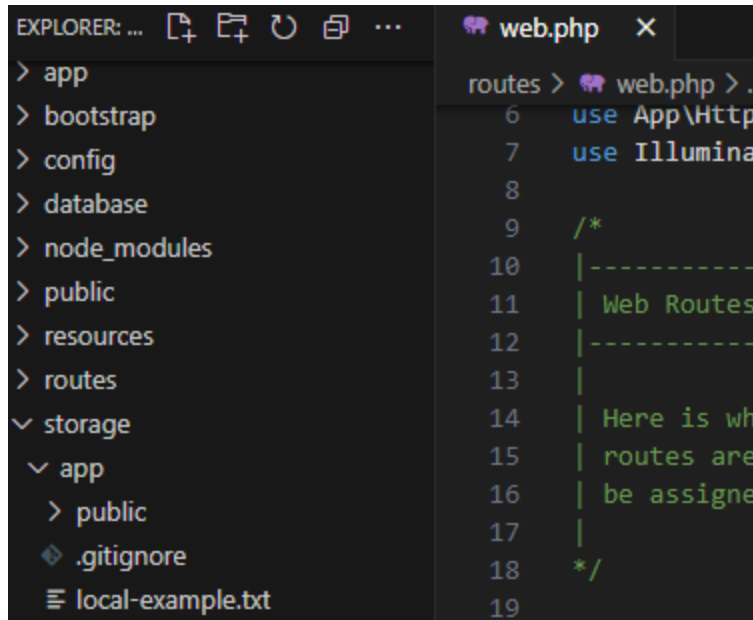 EXPLORER: ...
app
bootstrap
config
database
node_modules
public
resources
routes
storage
app
public
.gitignore
local-example.txt
web.php
routes > web.php > .
6 use App\Http
7 use Illumina
8
9 /*
10 |-----------
11 | Web Routes
12 |-----------
13 |
14 | Here is wh
15 | routes are
16 | be assigne
17 |
18 */
19